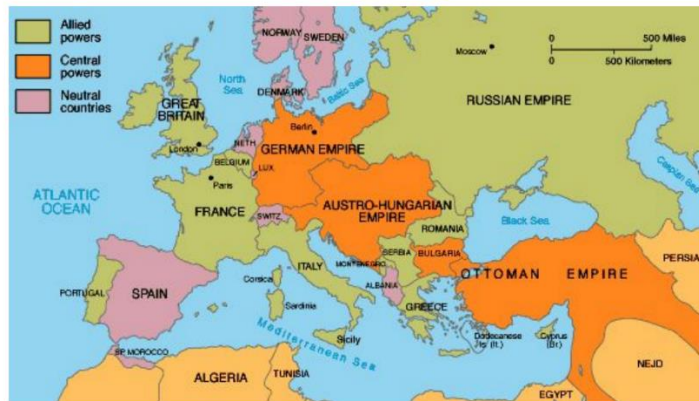 Allied
powers
Central
powers
Neutral
countries
NORWAY
SWEDEN
Moscow
0 500 Miles
0 500 Kilometers
North
Sea
DENMARK
Baltic Sea
RUSSIAN EMPIRE
GREAT
BRITAIN
London
NETH.
Berlin
GERMAN EMPIRE
BELGIUM
LUX.
Paris
ATLANTIC
OCEAN
FRANCE
SWITZ.
AUSTRO-HUNGARIAN
EMPIRE
Caspian Sea
ROMANIA
Black Sea
SERBIA
MONTENEGRO
BULGARIA
ITALY
Corsica
ALBANIA
OTTOMAN EMPIRE
PERSIA
PORTUGAL
SPAIN
Sardinia
GREECE
Sicily
Mediterranean Sea
Dodecanese
Is. (It.)
Cyprus
(Br.)
SP. MOROCCO
ALGERIA
TUNISIA
NEJD
EGYPT